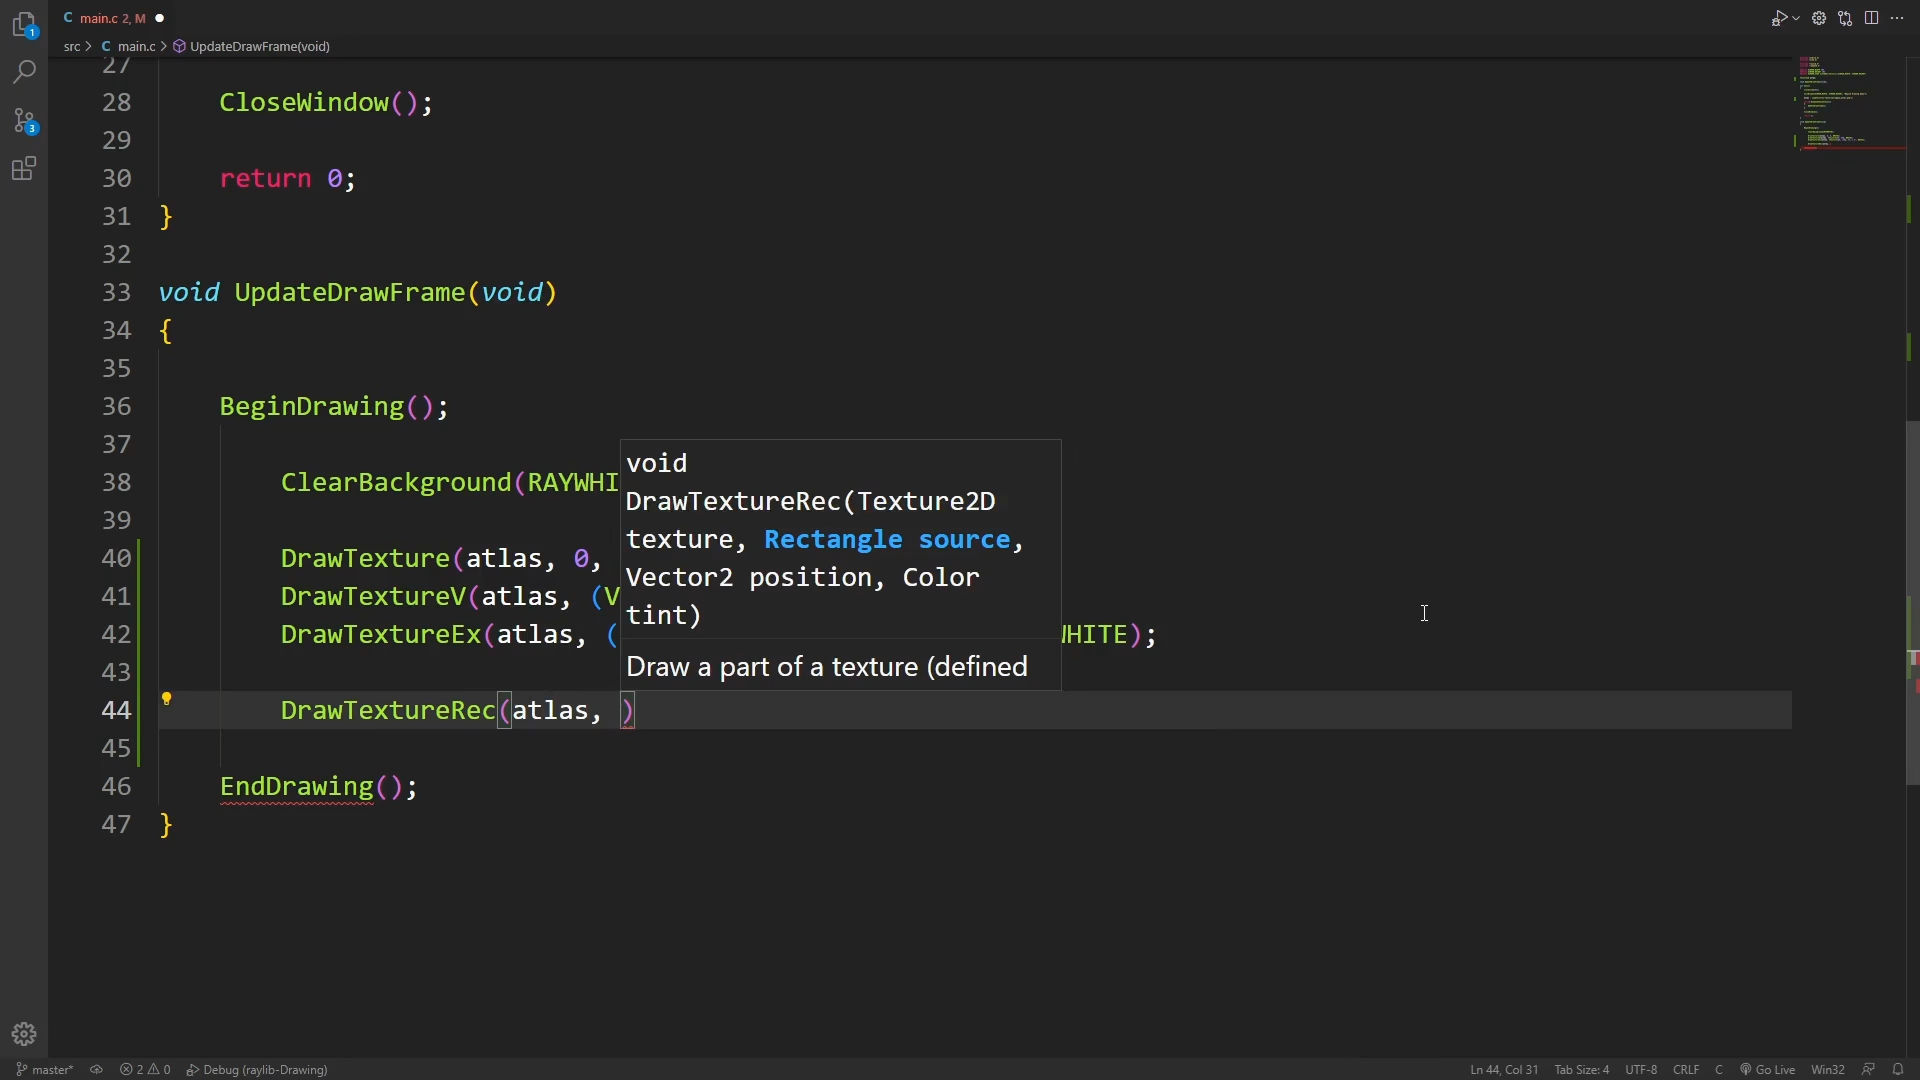 1
3
C main.c 2, M
src > C main.c > UpdateDrawFrame(void)
27
28 CloseWindow();
29
30 return 0;
31 }
32
33 void UpdateDrawFrame(void)
34 {
35
36 BeginDrawing();
37
38 ClearBackground(RAYWHI
39
40 DrawTexture(atlas, 0,
41 DrawTextureV(atlas, (V
42 DrawTextureEx(atlas, ( WHITE);
43
44 DrawTextureRec(atlas, )
45
46 EndDrawing();
47 }
void
DrawTextureRec(Texture2D
texture, Rectangle source,
Vector2 position, Color
tint)
Draw a part of a texture (defined
master* 2 0 Debug (raylib-Drawing) Ln 44, Col 31 Tab Size: 4 UTF-8 CRLF C Go Live Win32